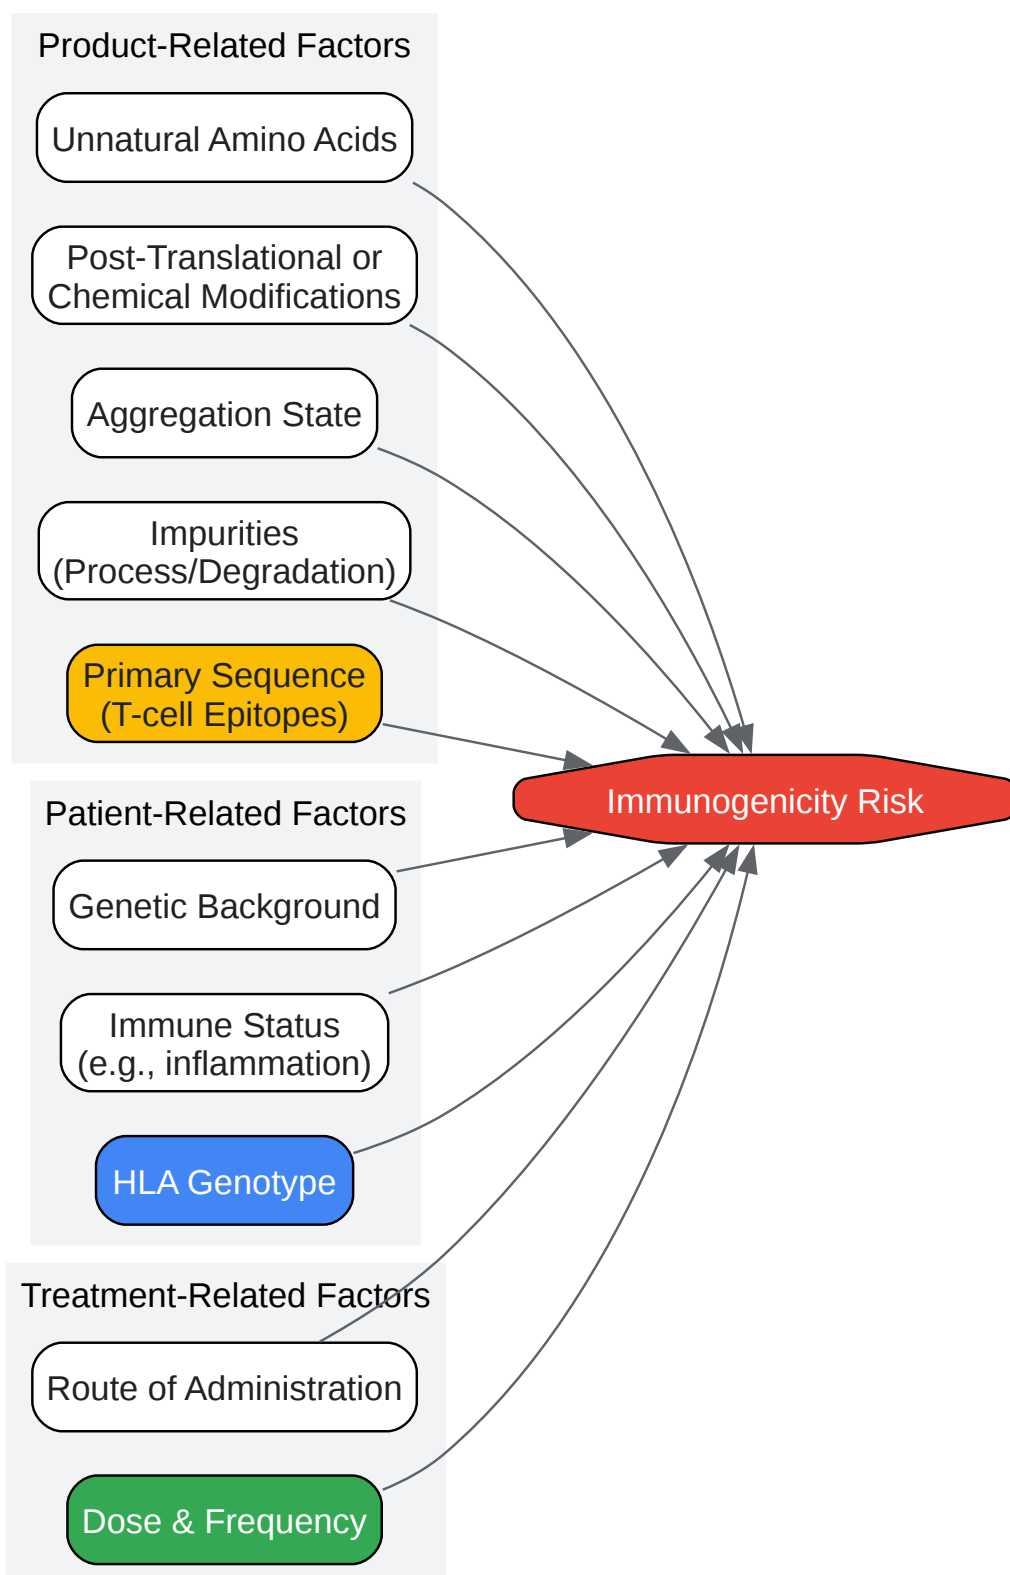 Product-Related Factors
Unnatural Amino Acids
Post-Translational or
Chemical Modifications
Aggregation State
Impurities
(Process/Degradation)
Primary Sequence
(T-cell Epitopes)
Immunogenicity Risk
Patient-Related Factors
Genetic Background
Immune Status
(e.g., inflammation)
HLA Genotype
Treatment-Related Factors
Route of Administration
Dose & Frequency